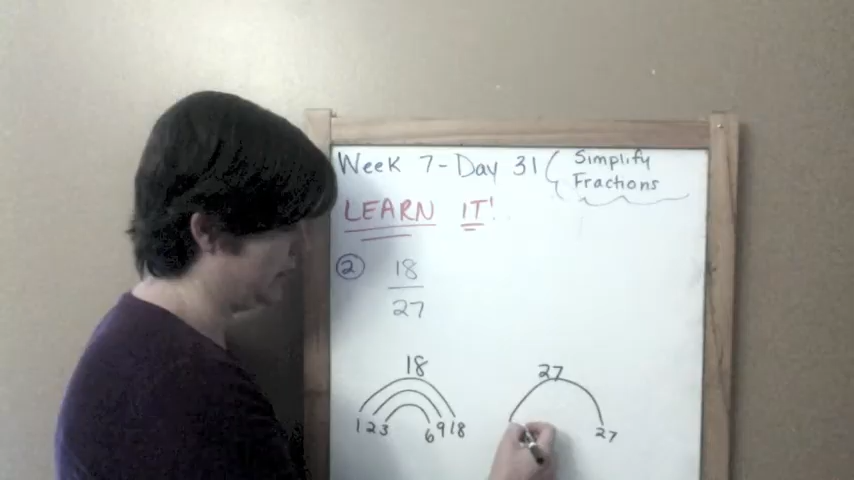 Week 7-Day 31 (
Simplify
Fractions
LEARN IT!
2
18
27
18
1 2 3 6 9 18
27
27